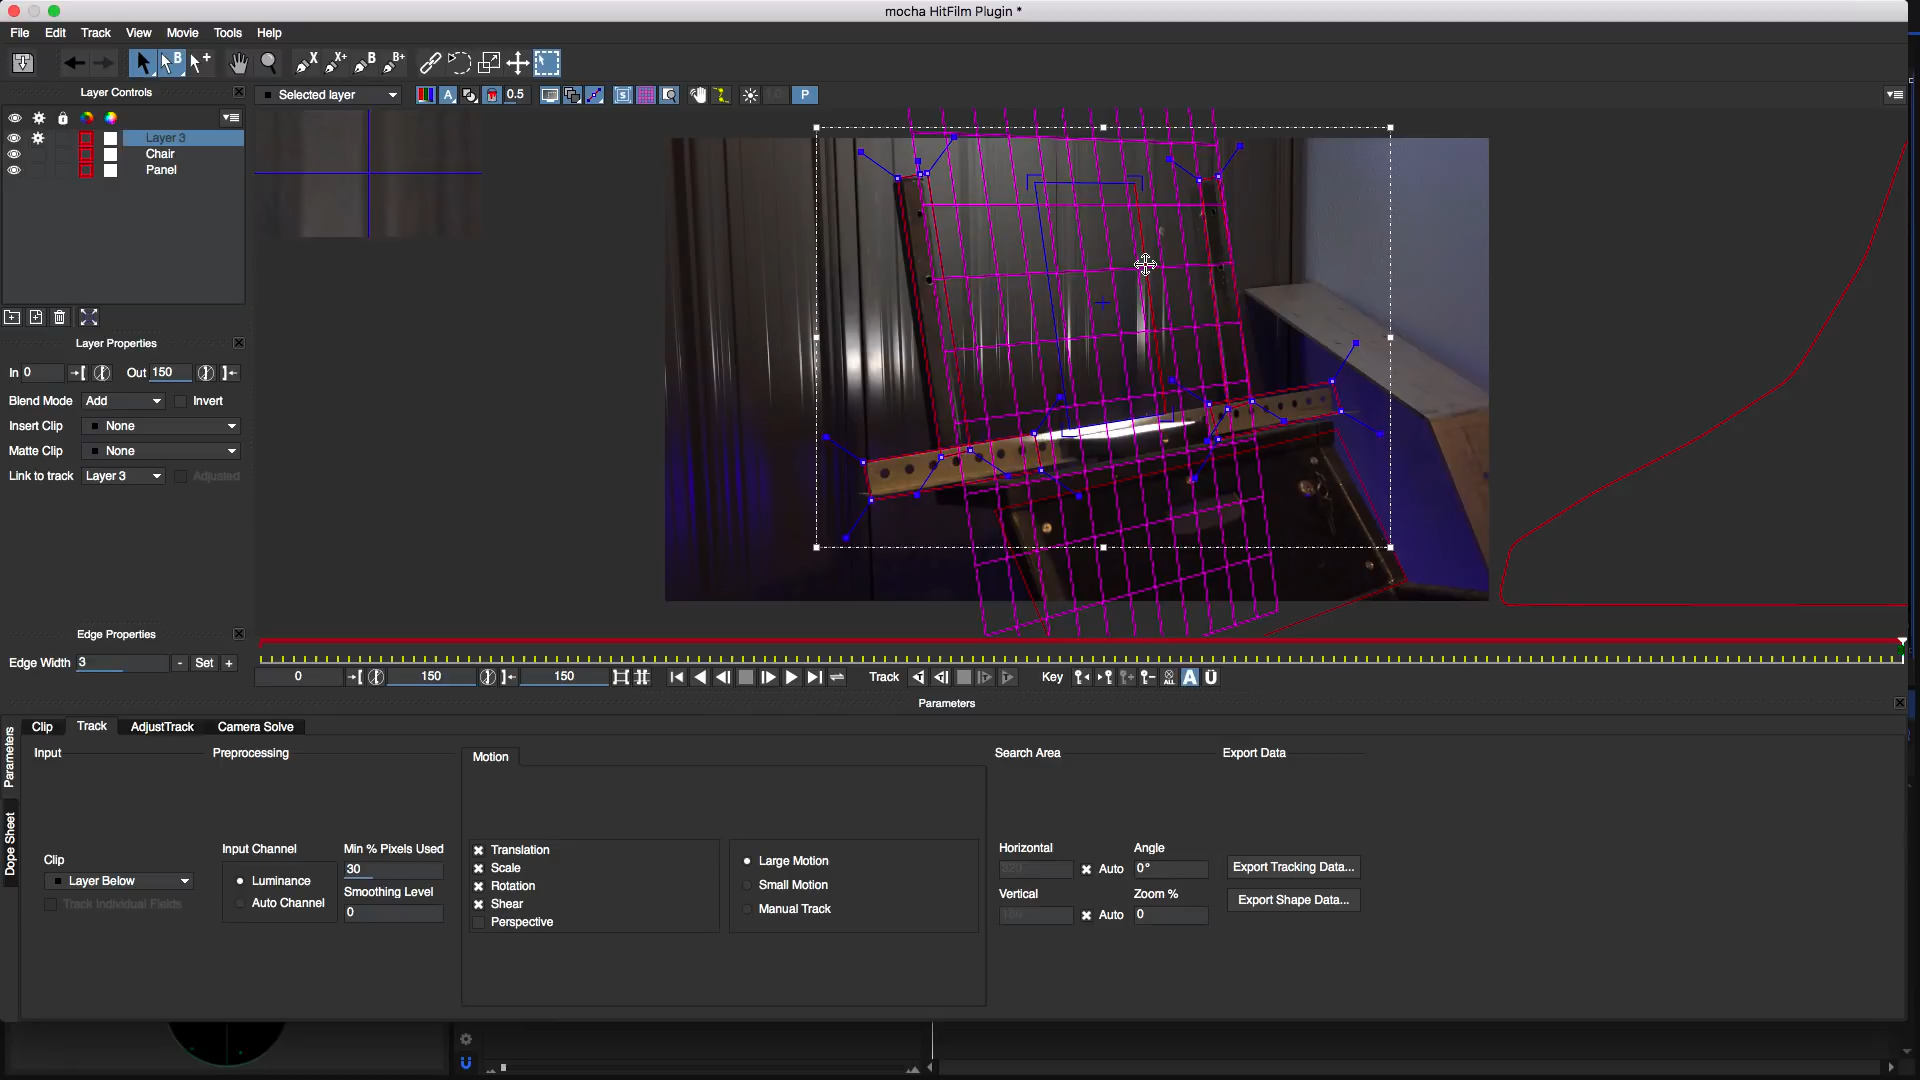 mocha HitFilm Plugin *
File Edit Track View Movie Tools Help
X X+ B B+
Layer Controls
Selected layer A 0.5 S P
Layer 3
Chair
Panel
Layer Properties
In 0 Out 150
Blend Mode Add Invert
Insert Clip None
Matte Clip None
Link to track Layer 3 Adjusted
Edge Properties
Edge Width 3 - Set +
0 150 150 Track Key ALL A
Parameters
Parameters
Dope Sheet
Clip Track AdjustTrack Camera Solve
Input Preprocessing Motion Search Area Export Data
Clip
Layer Below
Track Individual Fields
Input Channel
Luminance
Auto Channel
Min % Pixels Used
30
Smoothing Level
0
Translation
Scale
Rotation
Shear
Perspective
Large Motion
Small Motion
Manual Track
Horizontal Angle
Auto 0°
Vertical Zoom %
Auto 0
Export Tracking Data...
Export Shape Data...